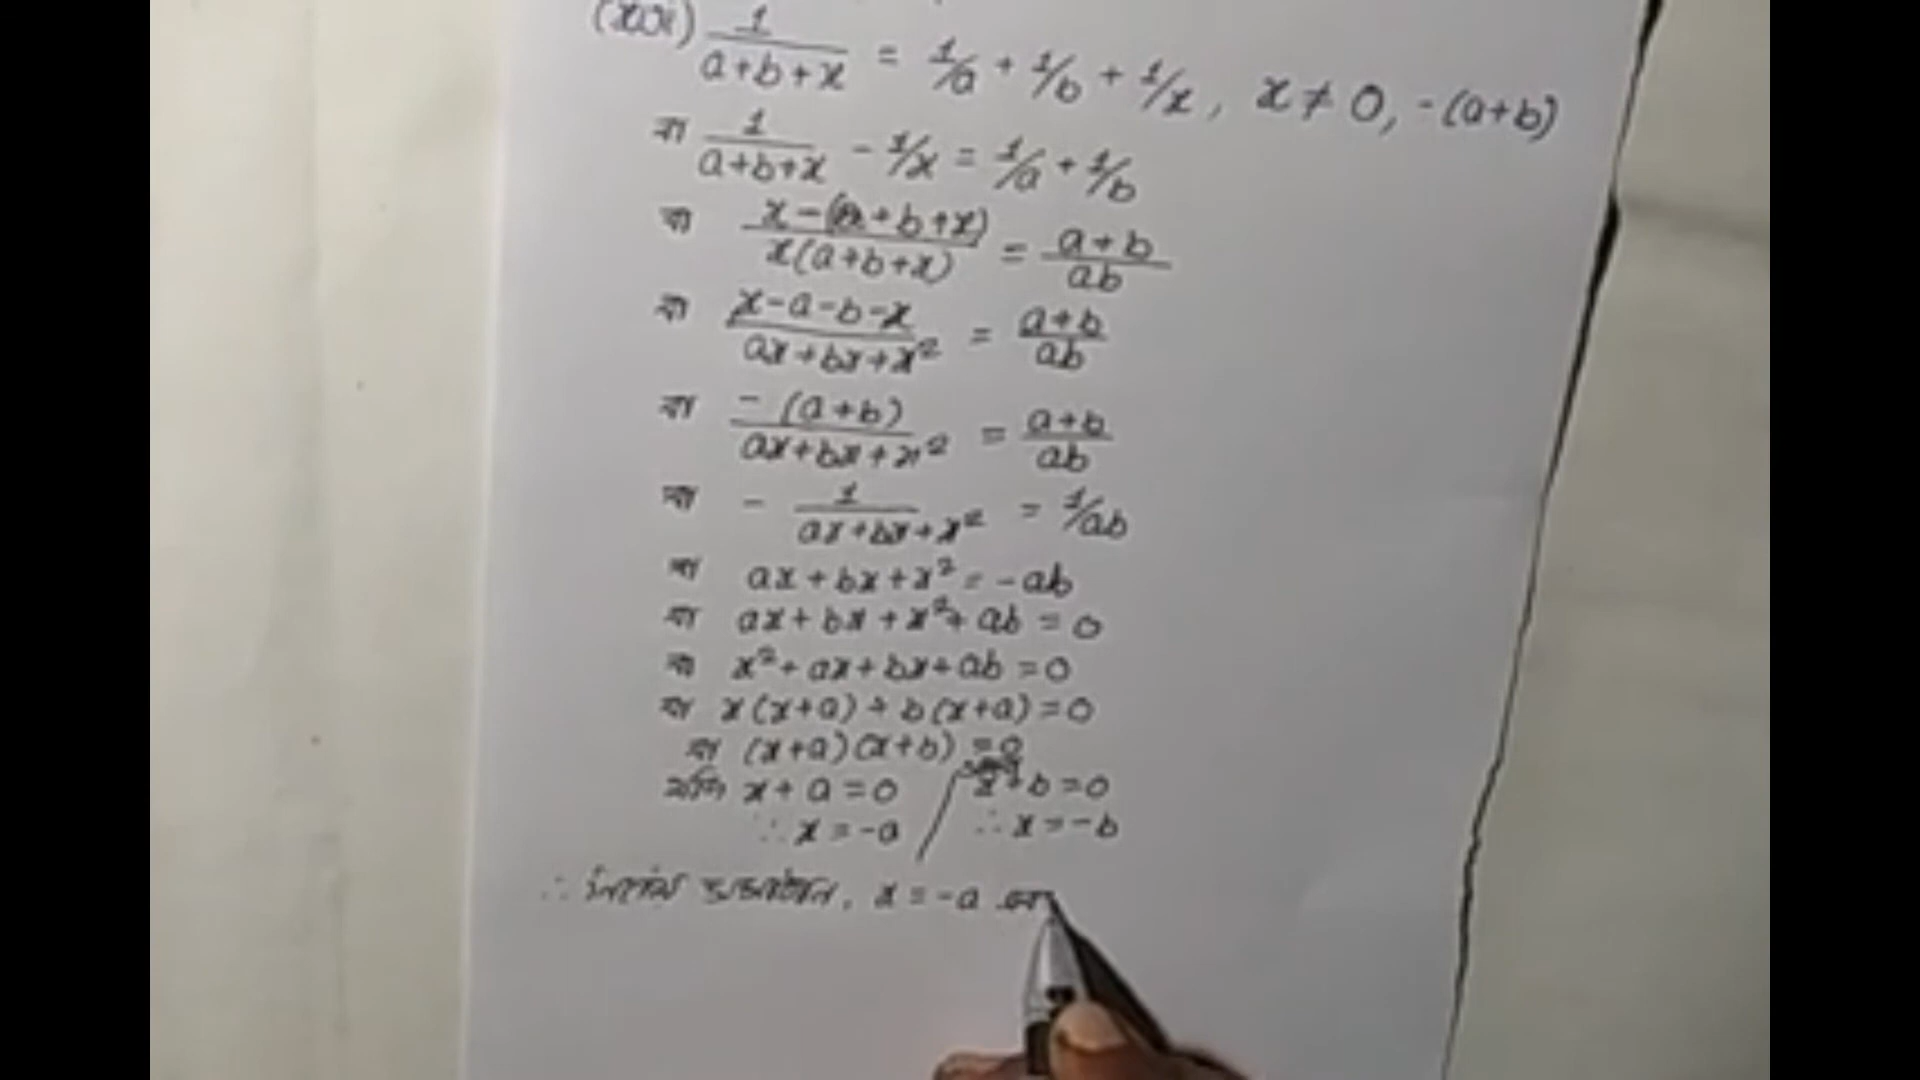 1/(a+b+x) = 1/a + 1/b + 1/x, x ≠ 0, -(a+b)
বা 1/(a+b+x) - 1/x = 1/a + 1/b
বা (x-(a+b+x))/(x(a+b+x)) = (a+b)/(ab)
বা (x-a-b-x)/(ax+bx+x²) = (a+b)/(ab)
বা (-(a+b))/(ax+bx+x²) = (a+b)/(ab)
বা - 1/(ax+bx+x²) = 1/ab
বা ax+bx+x² = -ab
বা ax+bx+x²+ab = 0
বা x²+ax+bx+ab = 0
বা x(x+a)+b(x+a) = 0
বা (x+a)(x+b) = 0
x+a=0 / x+b=0
∴ x=-a / ∴ x=-b
∴ নির্ণেয় সমাধান, x = -a